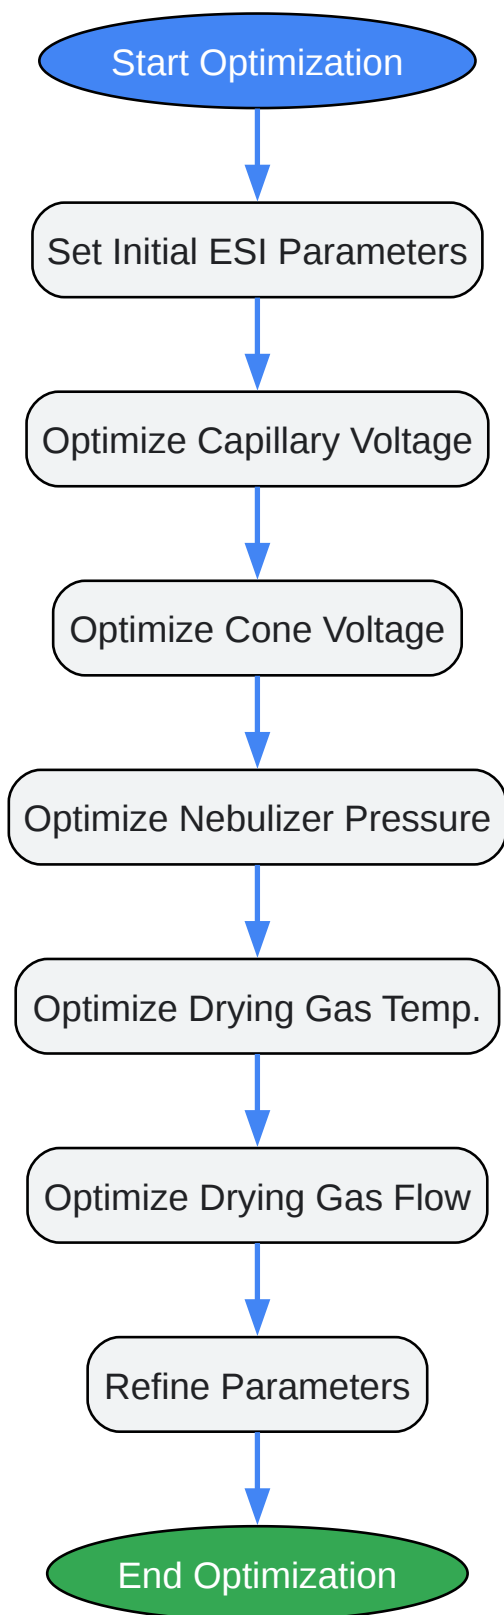 Start Optimization
Set Initial ESI Parameters
Optimize Capillary Voltage
Optimize Cone Voltage
Optimize Nebulizer Pressure
Optimize Drying Gas Temp.
Optimize Drying Gas Flow
Refine Parameters
End Optimization